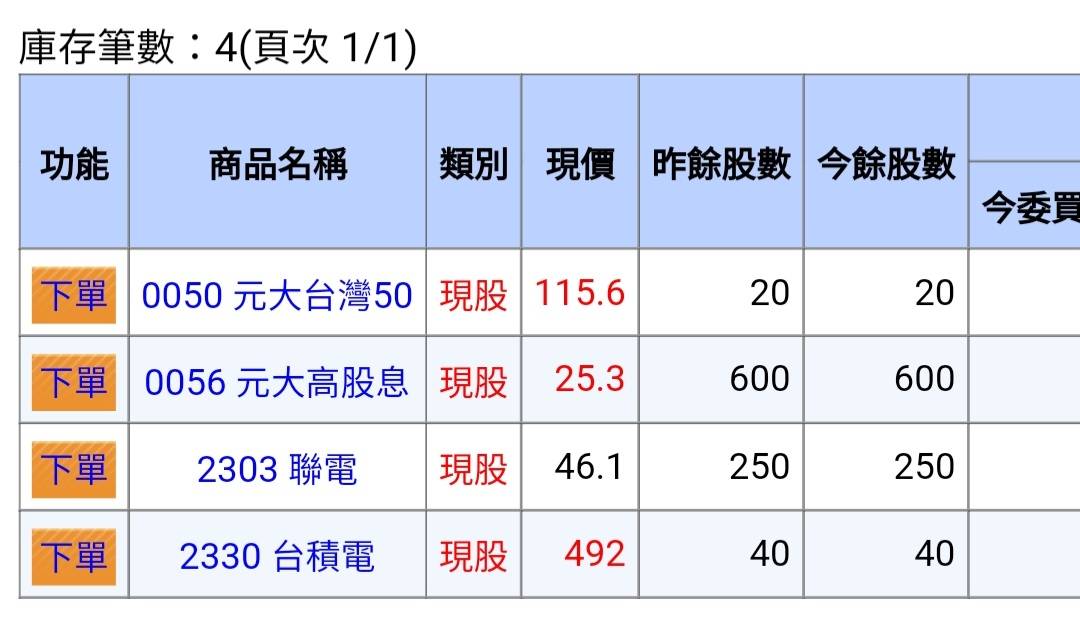 庫存筆數：4(頁次 1/1)
功能 商品名稱 類別 現價 昨餘股數 今餘股數 今委買
下單 0050 元大台灣50 現股 115.6 20 20
下單 0056 元大高股息 現股 25.3 600 600
下單 2303 聯電 現股 46.1 250 250
下單 2330 台積電 現股 492 40 40